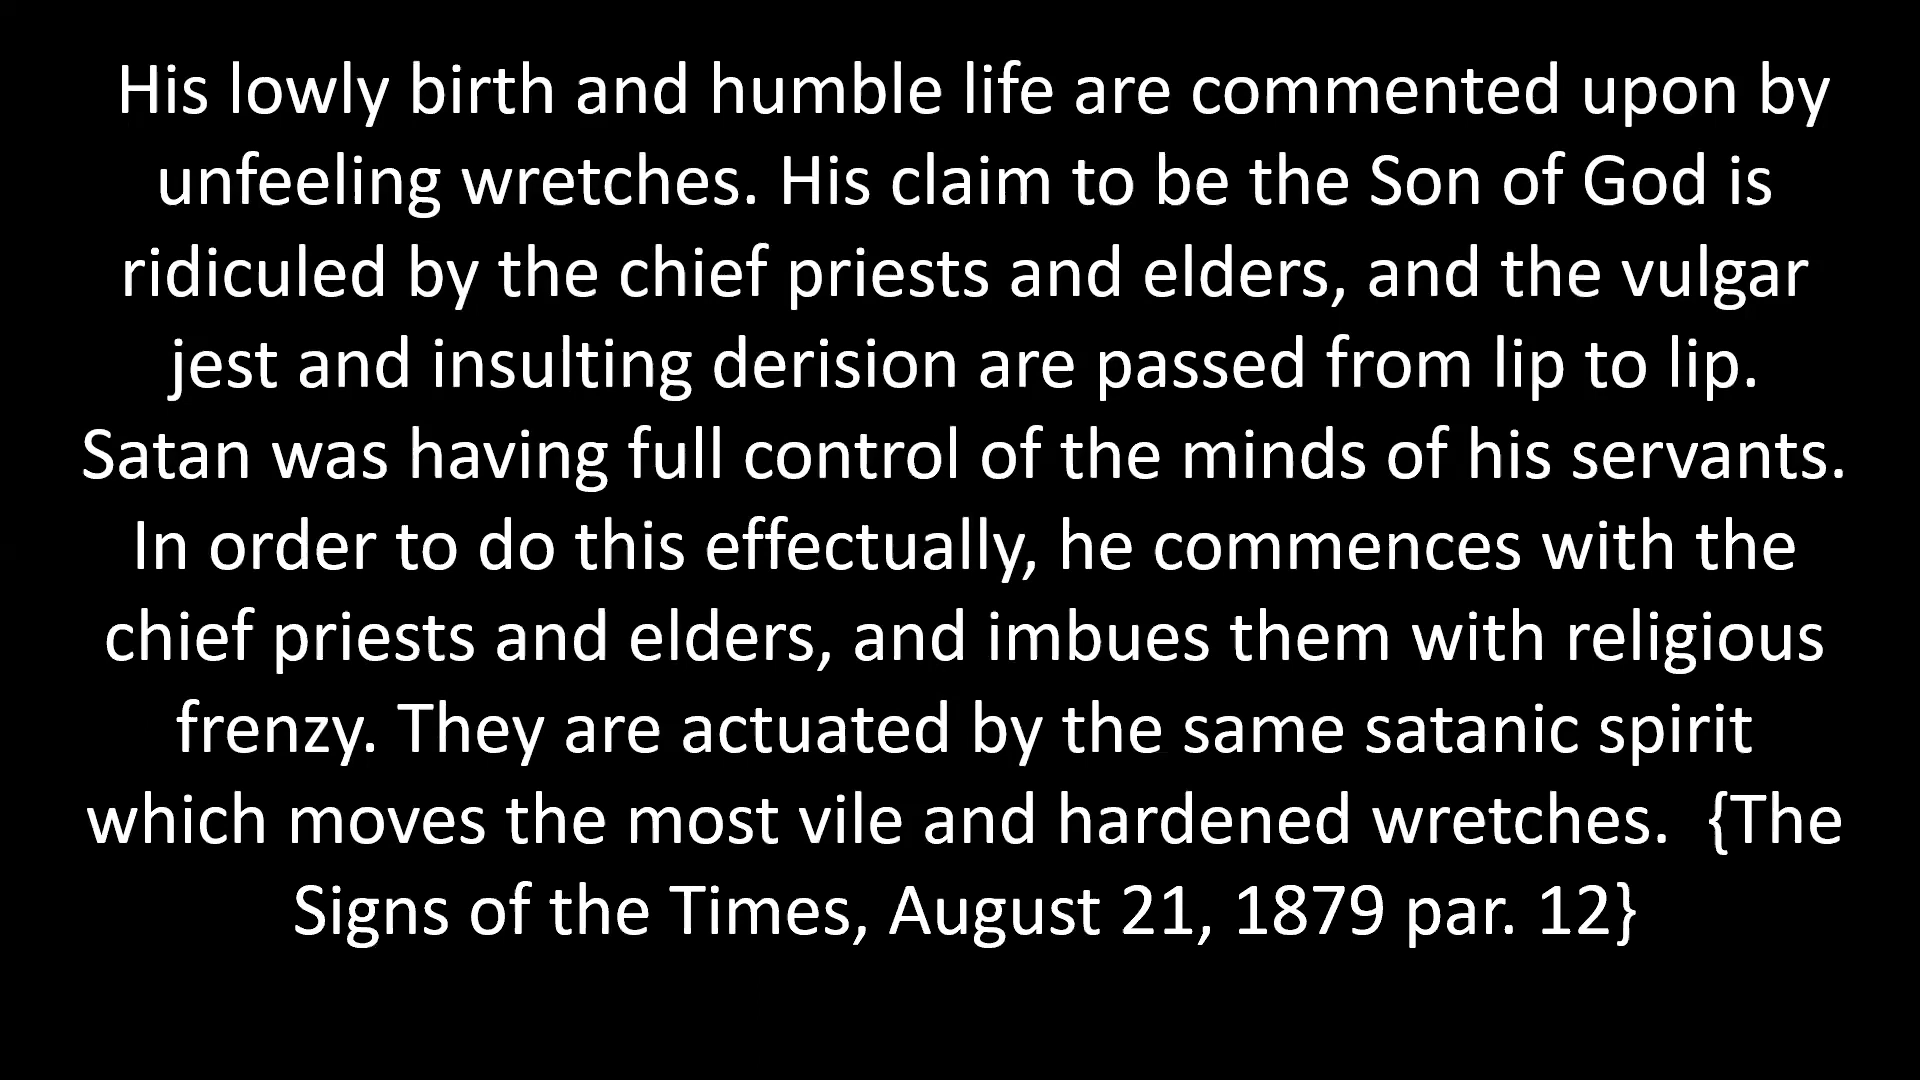 His lowly birth and humble life are commented upon by
unfeeling wretches. His claim to be the Son of God is
ridiculed by the chief priests and elders, and the vulgar
jest and insulting derision are passed from lip to lip.
Satan was having full control of the minds of his servants.
In order to do this effectually, he commences with the
chief priests and elders, and imbues them with religious
frenzy. They are actuated by the same satanic spirit
which moves the most vile and hardened wretches.  {The
Signs of the Times, August 21, 1879 par. 12}